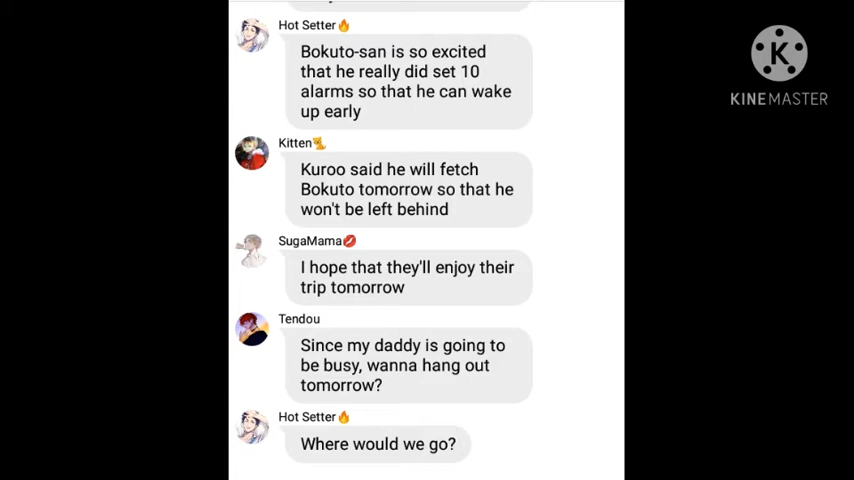 Hot Setter🔥
Bokuto-san is so excited
that he really did set 10
alarms so that he can wake
up early
Kitten🐈
Kuroo said he will fetch
Bokuto tomorrow so that he
won't be left behind
SugaMama💋
I hope that they'll enjoy their
trip tomorrow
Tendou
Since my daddy is going to
be busy, wanna hang out
tomorrow?
Hot Setter🔥
Where would we go?
K
KINEMASTER